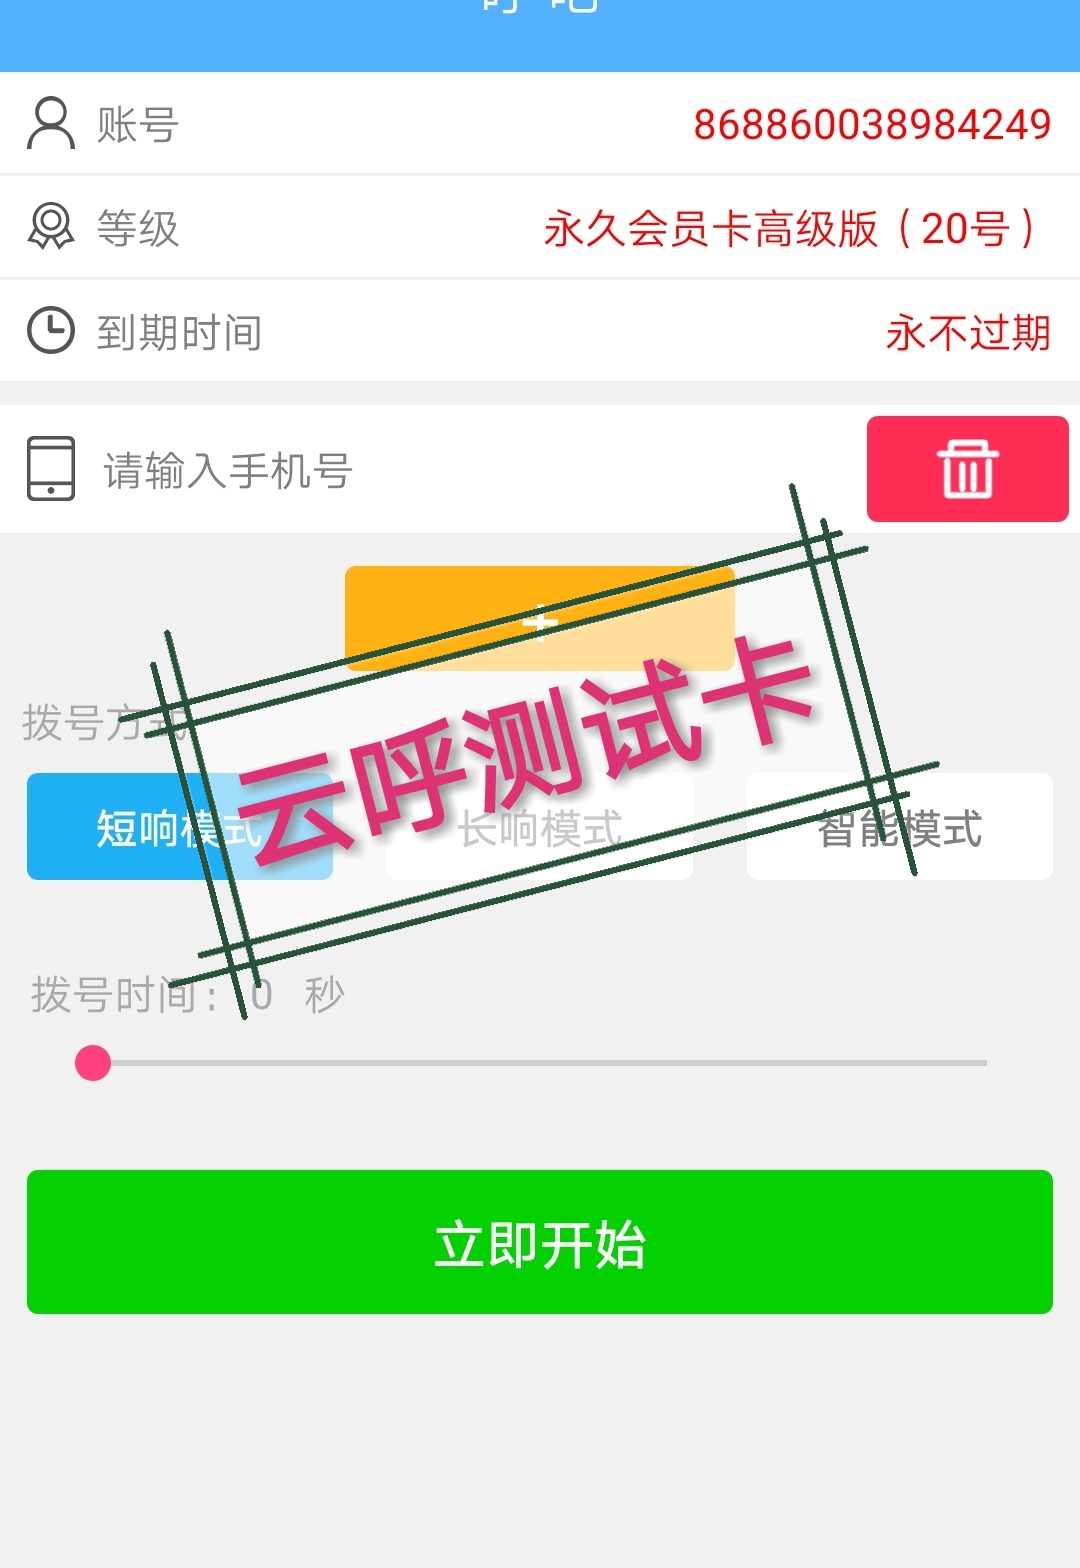 账号 868860038984249
等级 永久会员卡高级版（20号）
到期时间 永不过期
请输入手机号
+
拨号方式
云呼测试卡
短响模式 长响模式 智能模式
拨号时间: 0 秒
立即开始